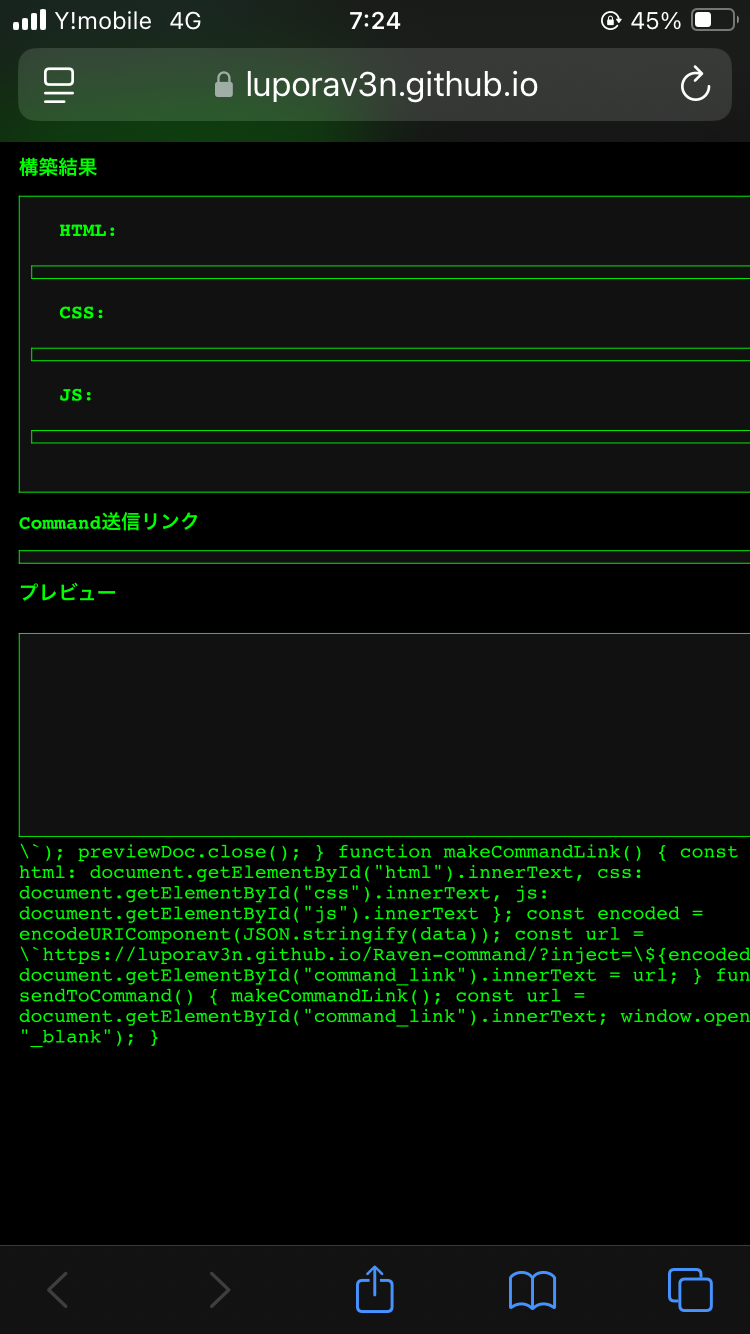 Y!mobile 4G 7:24 45%
luporav3n.github.io
構築結果
HTML:
CSS:
JS:
Command送信リンク
プレビュー
\`); previewDoc.close(); } function makeCommandLink() { const
html: document.getElementById("html").innerText, css:
document.getElementById("css").innerText, js:
document.getElementById("js").innerText }; const encoded =
encodeURIComponent(JSON.stringify(data)); const url =
\`https://luporav3n.github.io/Raven-command/?inject=\${encoded
document.getElementById("command_link").innerText = url; } fun
sendToCommand() { makeCommandLink(); const url =
document.getElementById("command_link").innerText; window.open
"_blank"); }